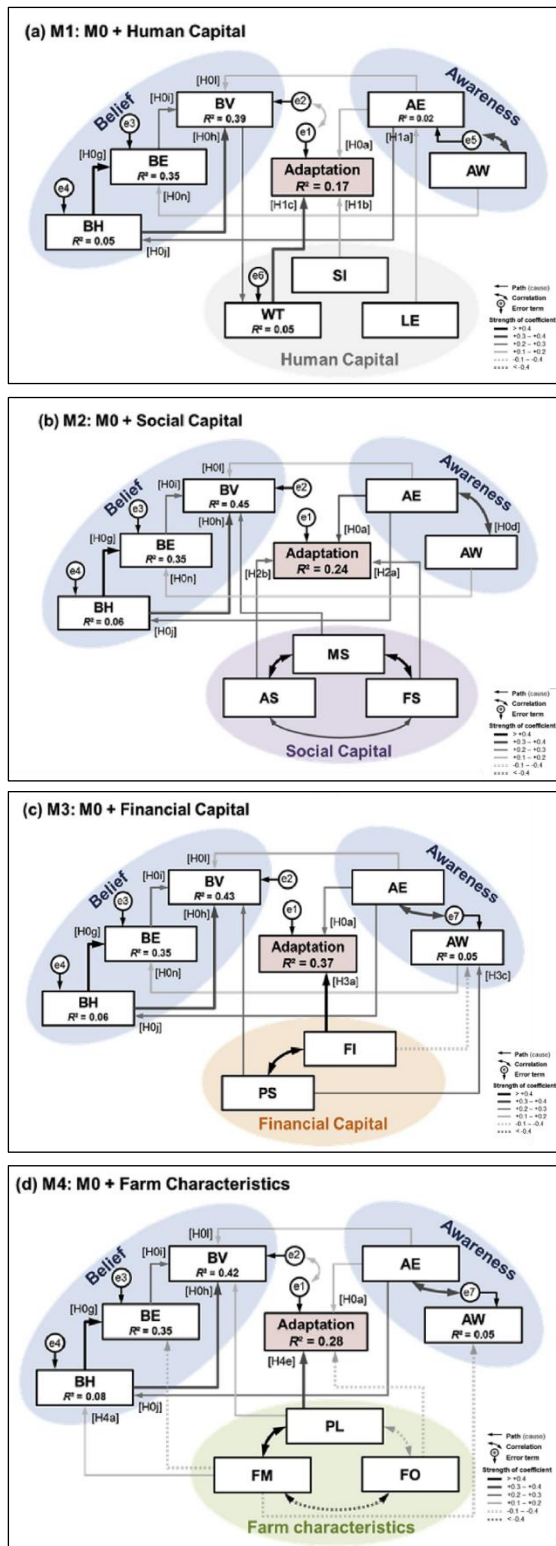 (a) M1: M0 + Human Capital
Belief
Awareness
[H0l]
[H0i]
BV
R² = 0.39
e2
AE
R² = 0.02
e3
[H0h]
e1
[H0a]
[H1a]
e5
[H0g]
BE
R² = 0.35
Adaptation
R² = 0.17
AW
e4
[H0n]
[H1c]
[H1b]
BH
R² = 0.05
[H0j]
e6
SI
WT
R² = 0.05
LE
Human Capital
Path (cause)
Correlation
Error term
Strength of coefficient
> +0.4
+0.3 – +0.4
+0.2 – +0.3
+0.1 – +0.2
-0.1 – -0.4
< -0.4
(b) M2: M0 + Social Capital
Belief
Awareness
[H0l]
[H0i]
BV
R² = 0.45
e2
AE
e3
[H0h]
e1
[H0a]
[H0d]
[H0g]
BE
R² = 0.35
Adaptation
R² = 0.24
AW
e4
[H0n]
[H2b]
[H2a]
BH
R² = 0.06
[H0j]
MS
AS
FS
Social Capital
Path (cause)
Correlation
Error term
Strength of coefficient
> +0.4
+0.3 – +0.4
+0.2 – +0.3
+0.1 – +0.2
-0.1 – -0.4
< -0.4
(c) M3: M0 + Financial Capital
Belief
Awareness
[H0l]
[H0i]
BV
R² = 0.43
e2
AE
e3
[H0h]
e1
[H0a]
e7
[H0g]
BE
R² = 0.35
Adaptation
R² = 0.37
AW
R² = 0.05
e4
[H0n]
[H3a]
[H3c]
BH
R² = 0.06
[H0j]
FI
PS
Financial Capital
Path (cause)
Correlation
Error term
Strength of coefficient
> +0.4
+0.3 – +0.4
+0.2 – +0.3
+0.1 – +0.2
-0.1 – -0.4
< -0.4
(d) M4: M0 + Farm Characteristics
Belief
Awareness
[H0l]
[H0i]
BV
R² = 0.42
e2
AE
e3
[H0h]
e1
[H0a]
e7
[H0g]
BE
R² = 0.35
Adaptation
R² = 0.28
AW
R² = 0.05
e4
[H4e]
BH
R² = 0.08
[H0j]
[H4a]
PL
FM
FO
Farm characteristics
Path (cause)
Correlation
Error term
Strength of coefficient
> +0.4
+0.3 – +0.4
+0.2 – +0.3
+0.1 – +0.2
-0.1 – -0.4
< -0.4